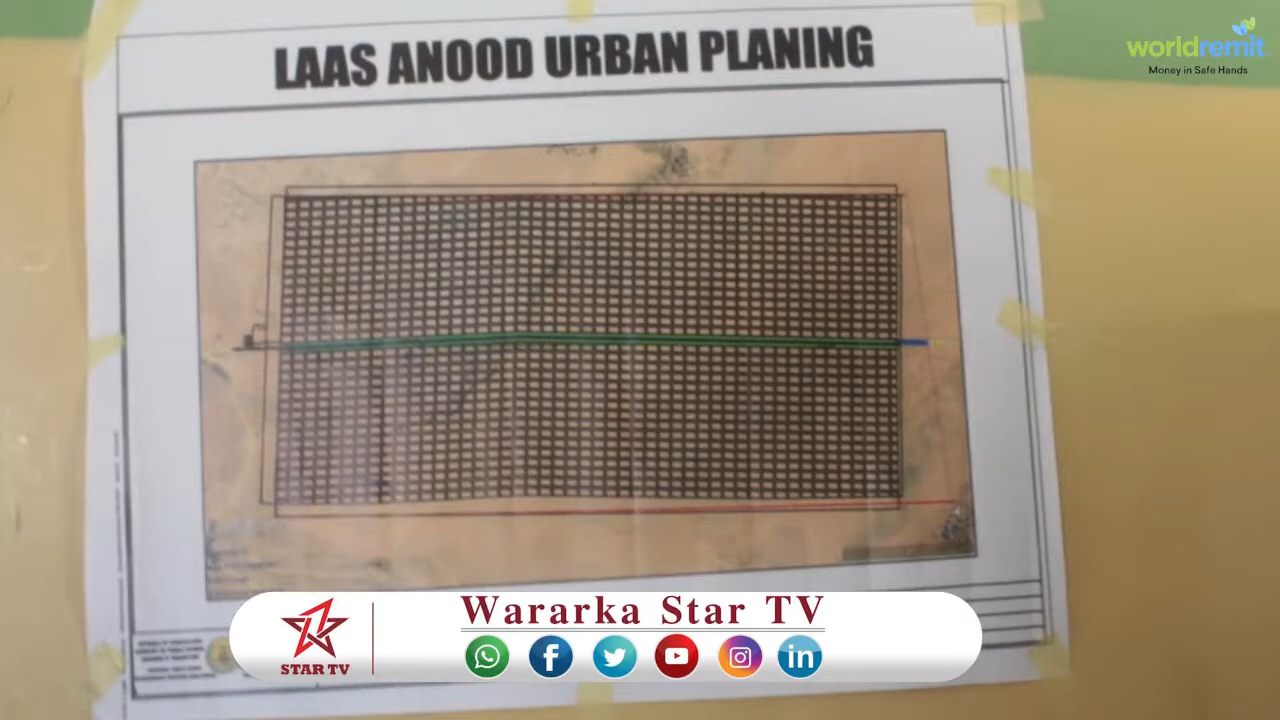 LAAS ANOOD URBAN PLANING
worldremit
Money in Safe Hands
Wararka Star TV
STAR TV